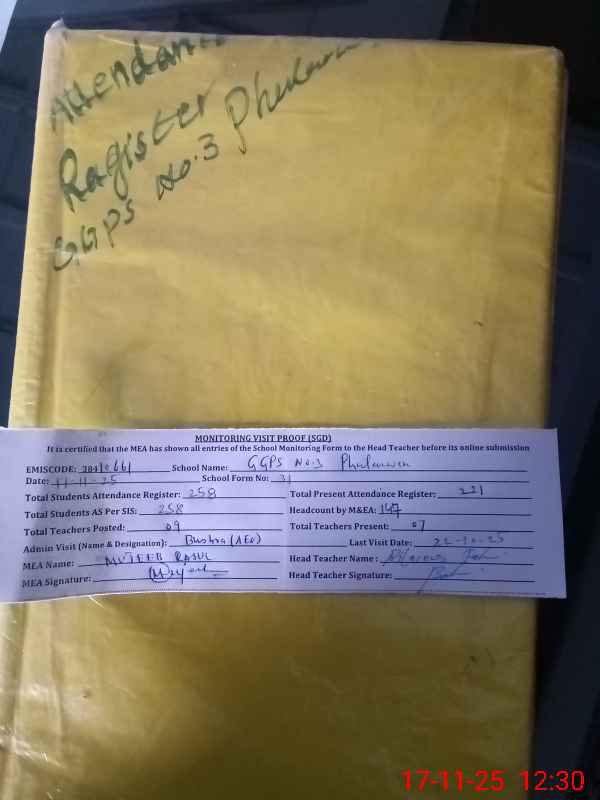 Attendance
Ragister
GGPS No.3 Phularwan
MONITORING VISIT PROOF (SGD)
It is certified that the MEA has shown all entries of the School Monitoring Form to the Head Teacher before its online submission
EMISCODE: 38410661 School Name: GGPS No.3 Phularwan
Date: 11-11-25 School Form No: 31
Total Students Attendance Register: 258 Total Present Attendance Register: 221
Total Students AS Per SIS: 258 Headcount by M&EA: 147
Total Teachers Posted: 09 Total Teachers Present: 07
Admin Visit (Name & Designation): Bushra (AEO) Last Visit Date: 22-10-25
MEA Name: MUJEEB RASUL Head Teacher Name:
MEA Signature: Head Teacher Signature:
17-11-25 12:30